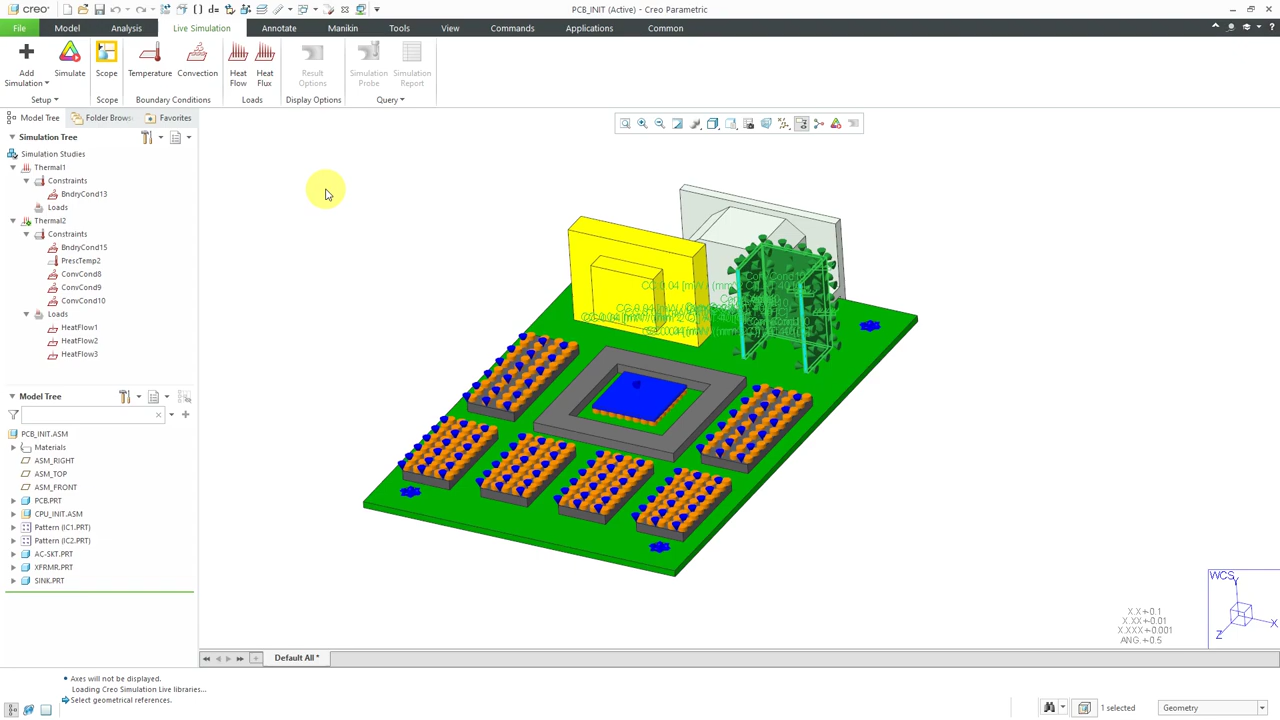 creo°
PCB_INIT (Active) - Creo Parametric
File Model Analysis Live Simulation Annotate Manikin Tools View Commands Applications Common
Add Simulation
Simulate
Scope
Temperature
Convection
Heat Flow
Heat Flux
Result Options
Simulation Probe
Simulation Report
Setup Scope Boundary Conditions Loads Display Options Query
Model Tree Folder Brows Favorites
Simulation Tree
Simulation Studies
Thermal1
Constraints
BndryCond13
Loads
Thermal2
Constraints
BndryCond15
PrescTemp2
ConvCond8
ConvCond9
ConvCond10
Loads
HeatFlow1
HeatFlow2
HeatFlow3
Model Tree
PCB_INIT.ASM
Materials
ASM_RIGHT
ASM_TOP
ASM_FRONT
PCB.PRT
CPU_INIT.ASM
Pattern (IC1.PRT)
Pattern (IC2.PRT)
AC-SKT.PRT
XFRMR.PRT
SINK.PRT
WCS
Y
X
Z
X.X+-0.1
X.XX+-0.01
X.XXX+-0.001
ANG.+-0.5
Default All *
• Axes will not be displayed.
Loading Creo Simulation Live libraries...
Select geometrical references.
1 selected
Geometry